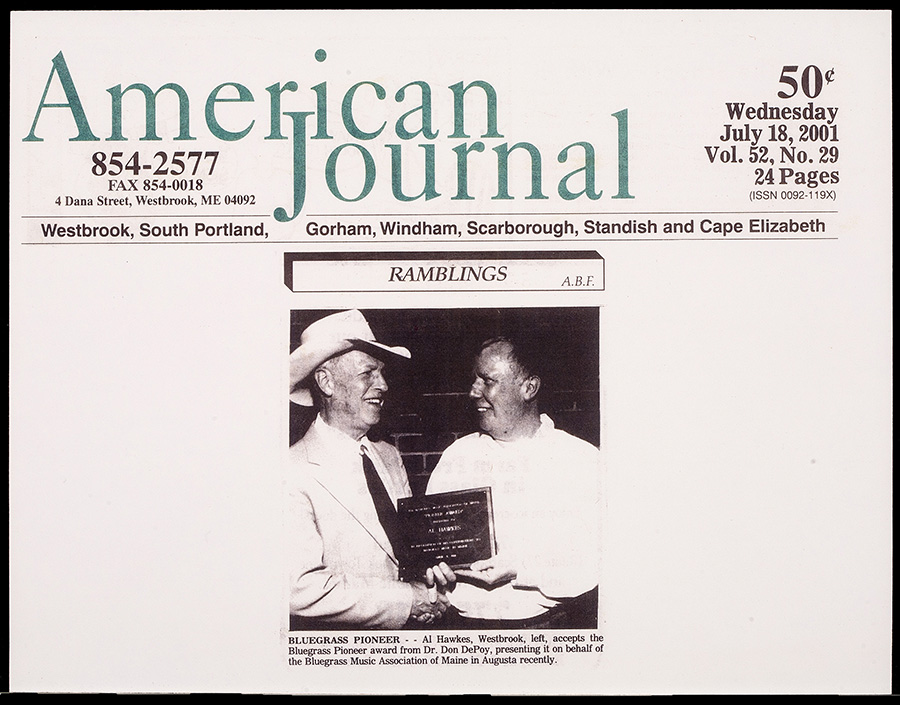 American
Journal
854-2577
FAX 854-0018
4 Dana Street, Westbrook, ME 04092
50¢
Wednesday
July 18, 2001
Vol. 52, No. 29
24 Pages
(ISSN 0092-119X)
Westbrook, South Portland, Gorham, Windham, Scarborough, Standish and Cape Elizabeth
RAMBLINGS
A.B.F.
AL HAWKES
BLUEGRASS PIONEER - - Al Hawkes, Westbrook, left, accepts the
Bluegrass Pioneer award from Dr. Don DePoy, presenting it on behalf of
the Bluegrass Music Association of Maine in Augusta recently.